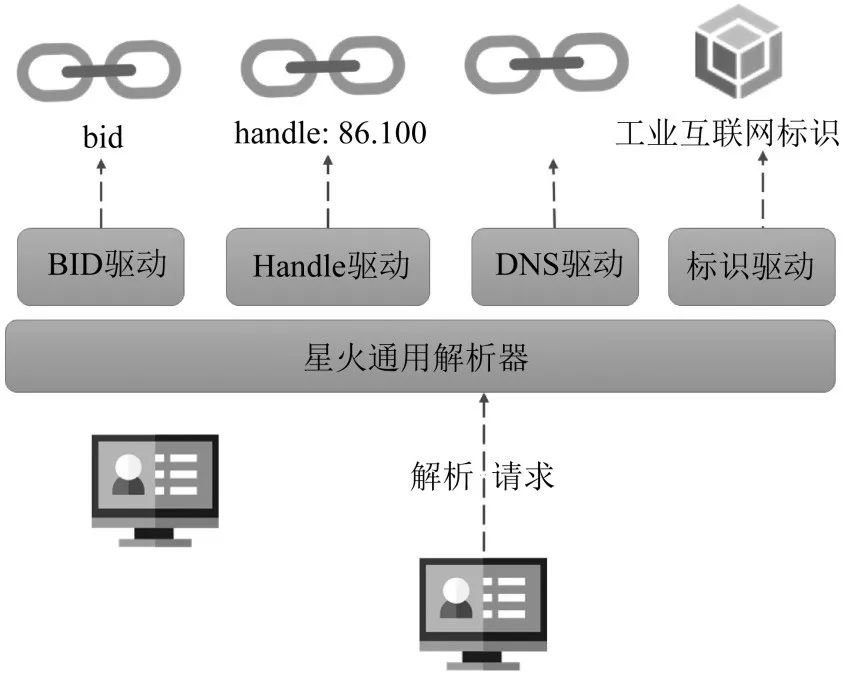 bid
handle: 86.100
工业互联网标识
BID驱动
Handle驱动
DNS驱动
标识驱动
星火通用解析器
解析 请求